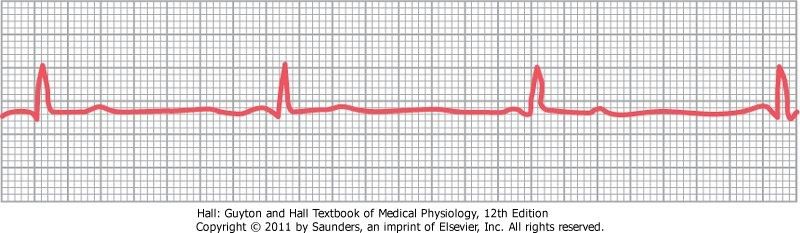 Hall: Guyton and Hall Textbook of Medical Physiology, 12th Edition
Copyright © 2011 by Saunders, an imprint of Elsevier, Inc. All rights reserved.